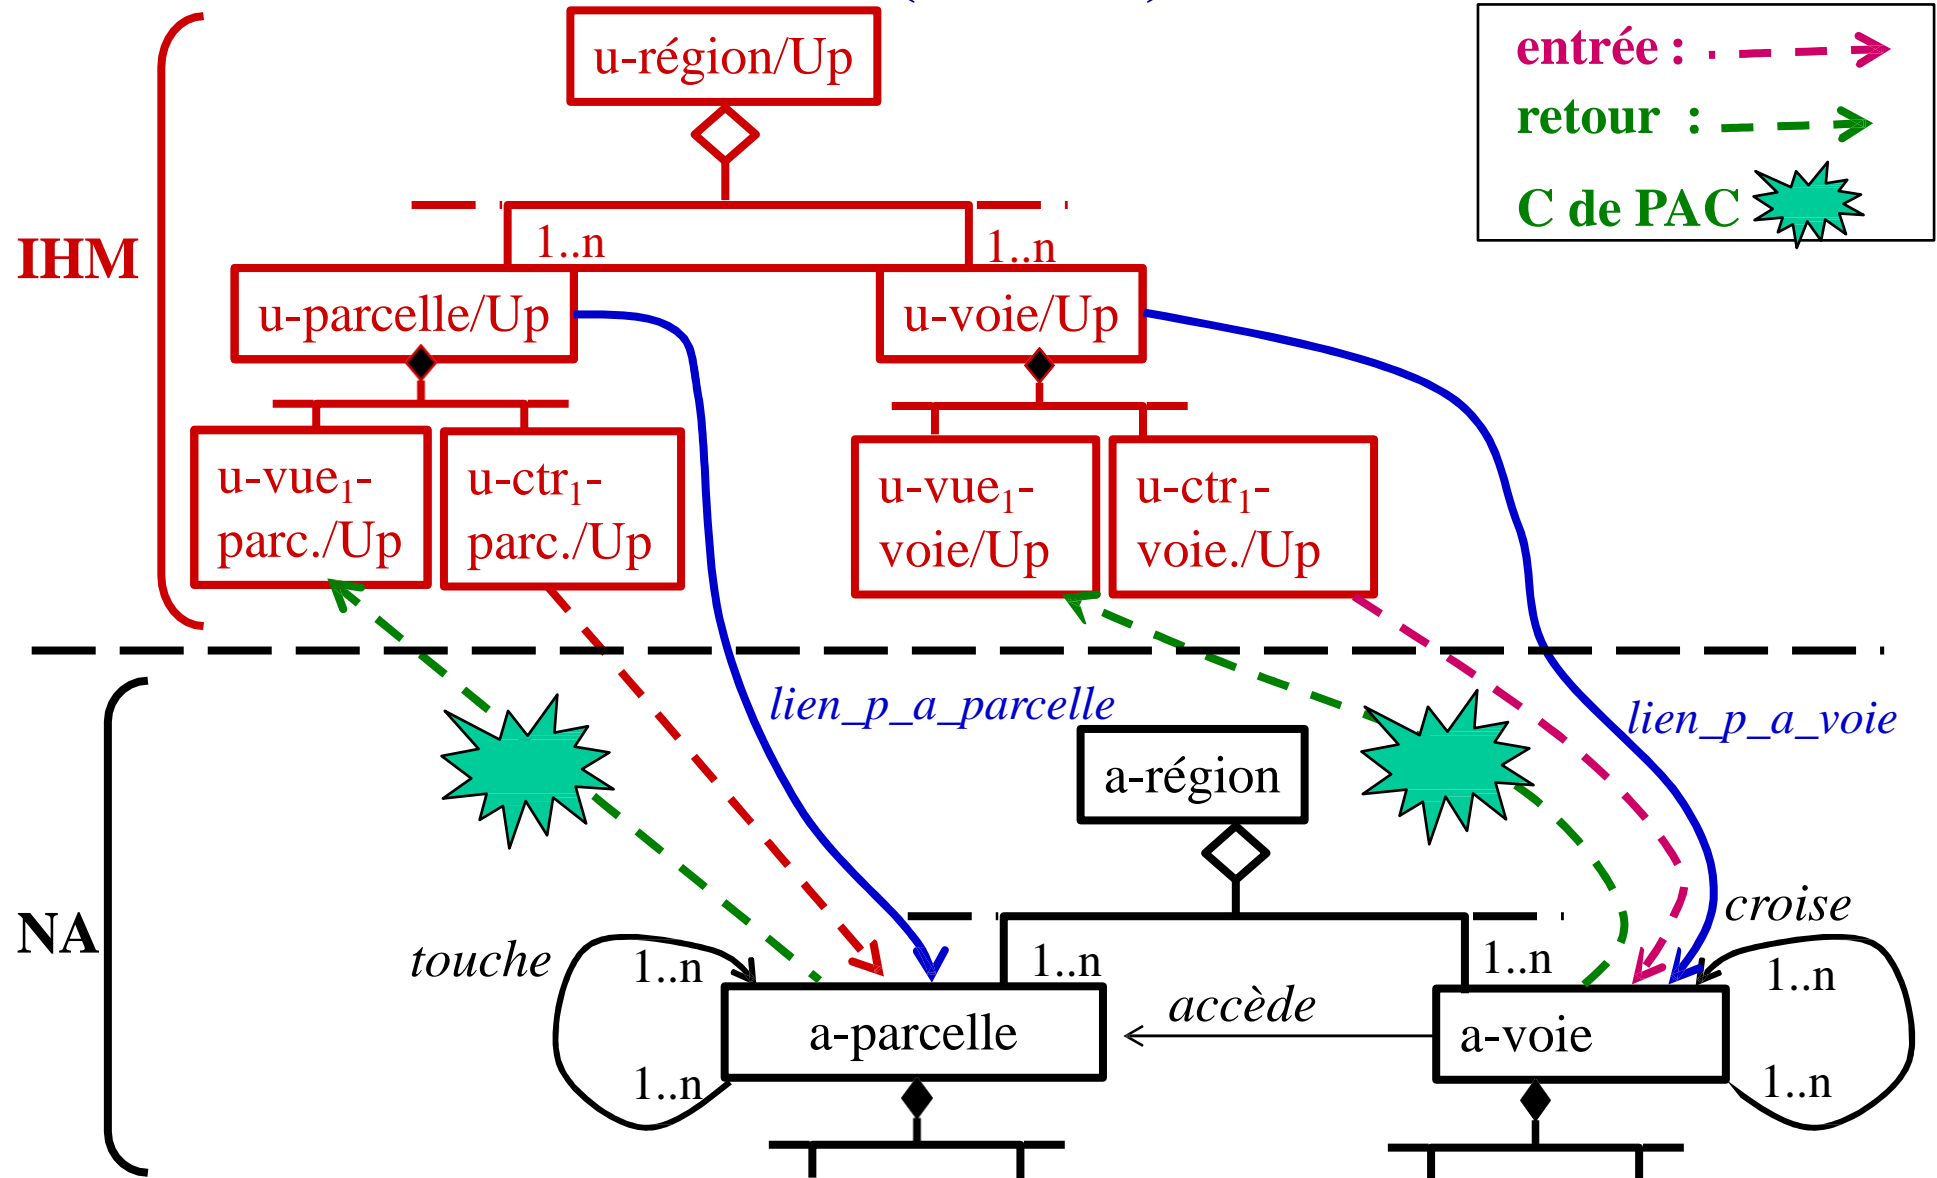 u-région/Up
entrée :
retour :
C de PAC
IHM
1..n
1..n
u-parcelle/Up
u-voie/Up
u-vue1-
parc./Up
u-ctr1-
parc./Up
u-vue1-
voie/Up
u-ctr1-
voie./Up
lien_p_a_parcelle
lien_p_a_voie
a-région
NA
touche
1..n
1..n
1..n
croise
1..n
accède
a-parcelle
a-voie
1..n
1..n